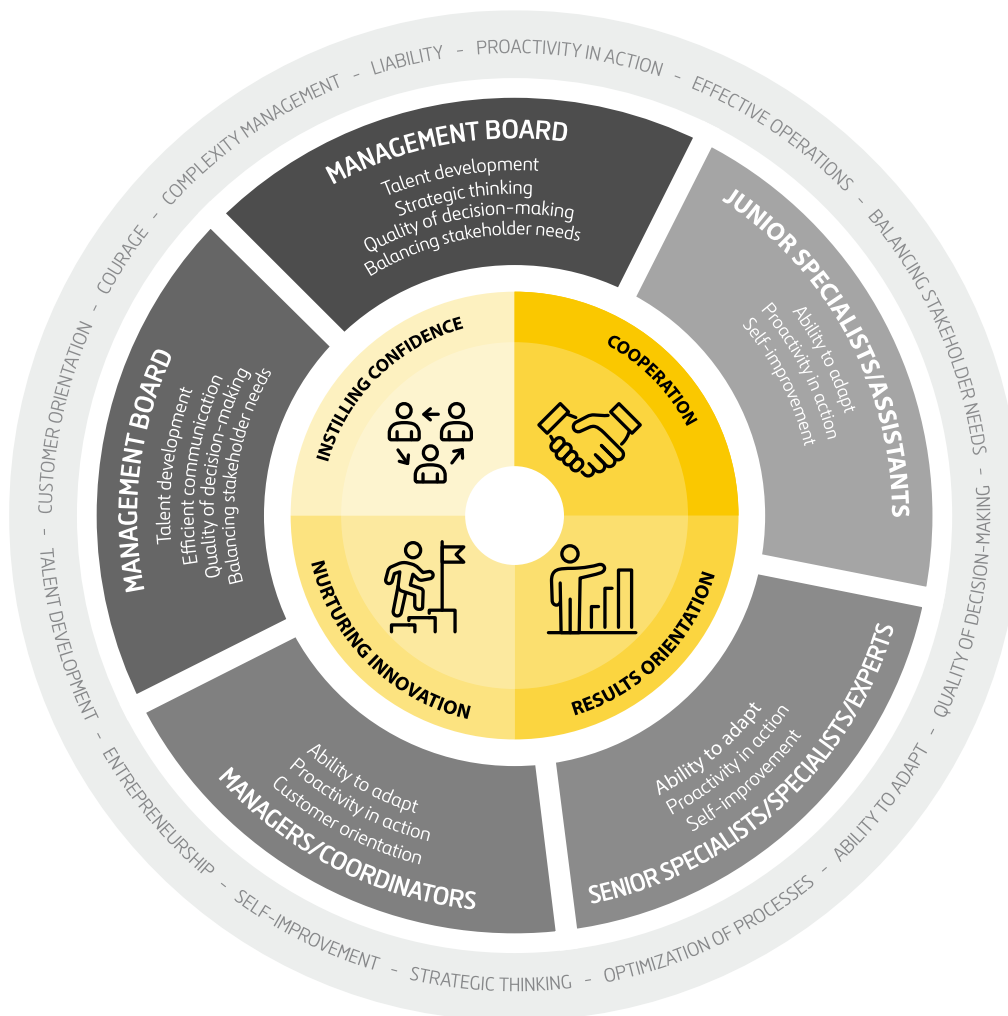 COURAGE - COMPLEXITY MANAGEMENT - LIABILITY - PROACTIVITY IN ACTION - EFFECTIVE OPERATIONS - BALANCING STAKEHOLDER NEEDS - QUALITY OF DECISION-MAKING - ABILITY TO ADAPT - OPTIMIZATION OF PROCESSES - STRATEGIC THINKING - SELF-IMPROVEMENT - ENTREPRENEURSHIP - TALENT DEVELOPMENT - CUSTOMER ORIENTATION -
MANAGEMENT BOARD
Talent development
Strategic thinking
Quality of decision-making
Balancing stakeholder needs
JUNIOR SPECIALISTS/ASSISTANTS
Ability to adapt
Proactivity in action
Self-improvement
Ability to adapt
Proactivity in action
Self-improvement
SENIOR SPECIALISTS/SPECIALISTS/EXPERTS
Ability to adapt
Proactivity in action
Customer orientation
MANAGERS/COORDINATORS
MANAGEMENT BOARD
Talent development
Efficient communication
Quality of decision-making
Balancing stakeholder needs
INSTILLING CONFIDENCE
COOPERATION
RESULTS ORIENTATION
NURTURING INNOVATION